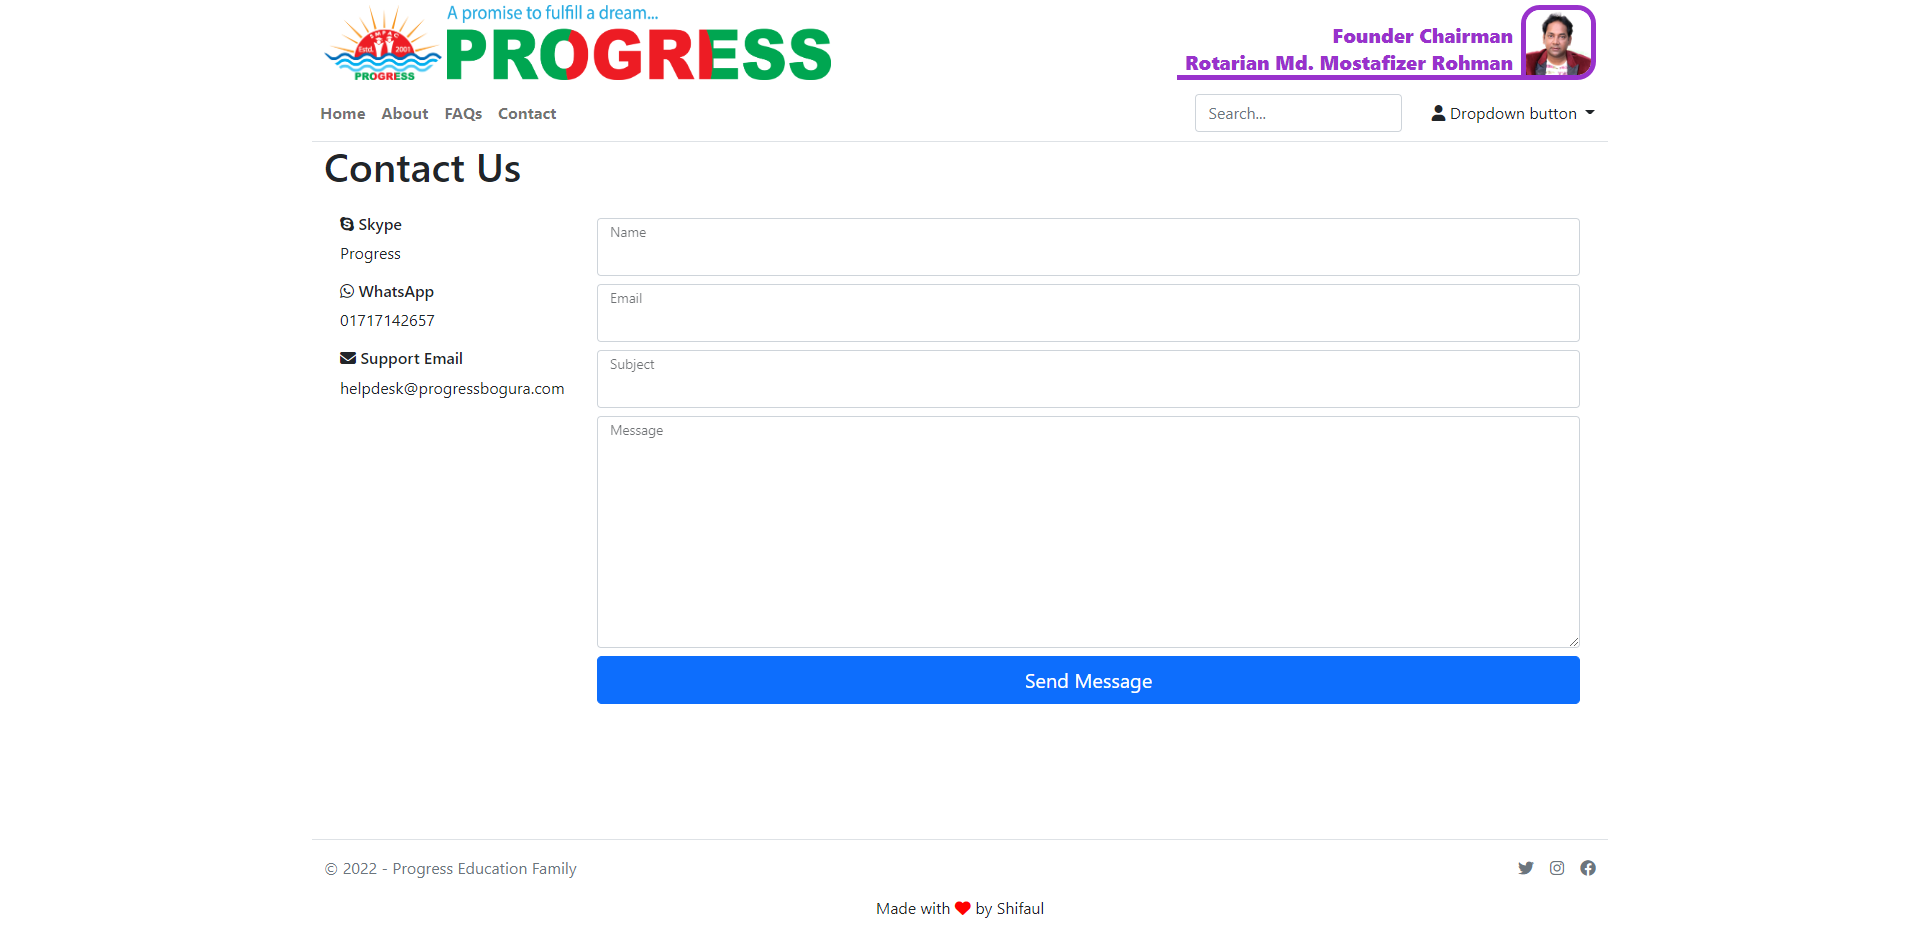 A promise to fulfill a dream...
SMFAC
Estd. 2001
PROGRESS
PROGRESS
Founder Chairman
Rotarian Md. Mostafizer Rohman
Home About FAQs Contact
Search...
Dropdown button
Contact Us
Skype
Progress
WhatsApp
01717142657
Support Email
helpdesk@progressbogura.com
Name
Email
Subject
Message
Send Message
© 2022 - Progress Education Family
Made with by Shifaul